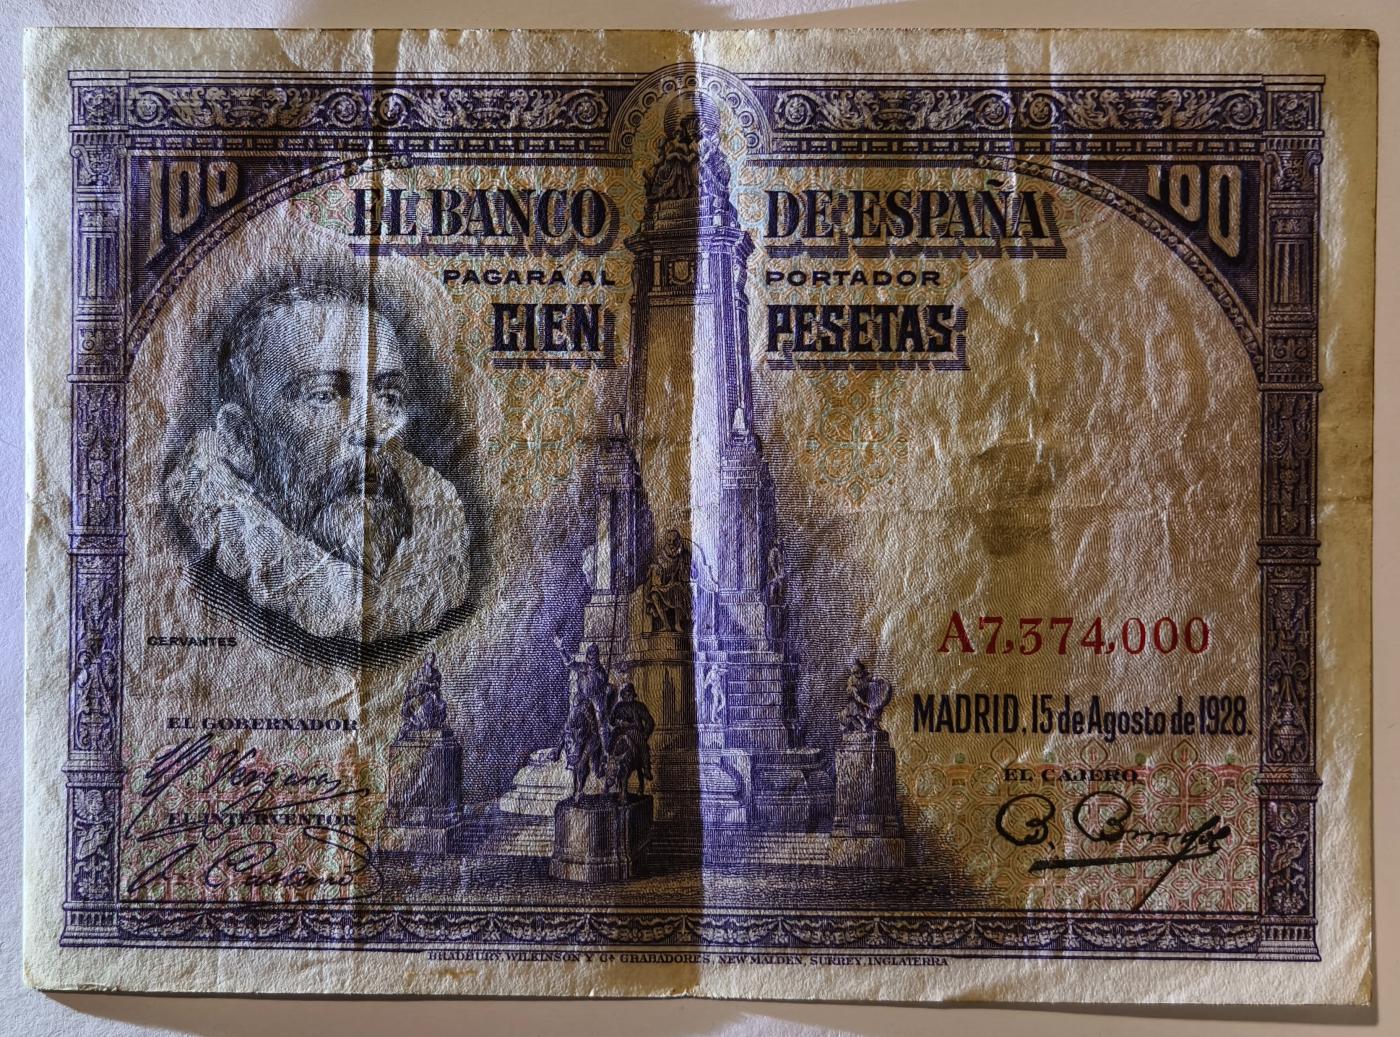 100 100
EL BANCO DE ESPAÑA
PAGARÁ AL PORTADOR
CIEN PESETAS
CERVANTES
A7,374,000
MADRID, 15 de Agosto de 1928.
EL GOBERNADOR
EL INTERVENTOR
EL CAJERO,
BRADBURY, WILKINSON Y Cª GRABADORES, NEW MALDEN, SURREY, INGLATERRA